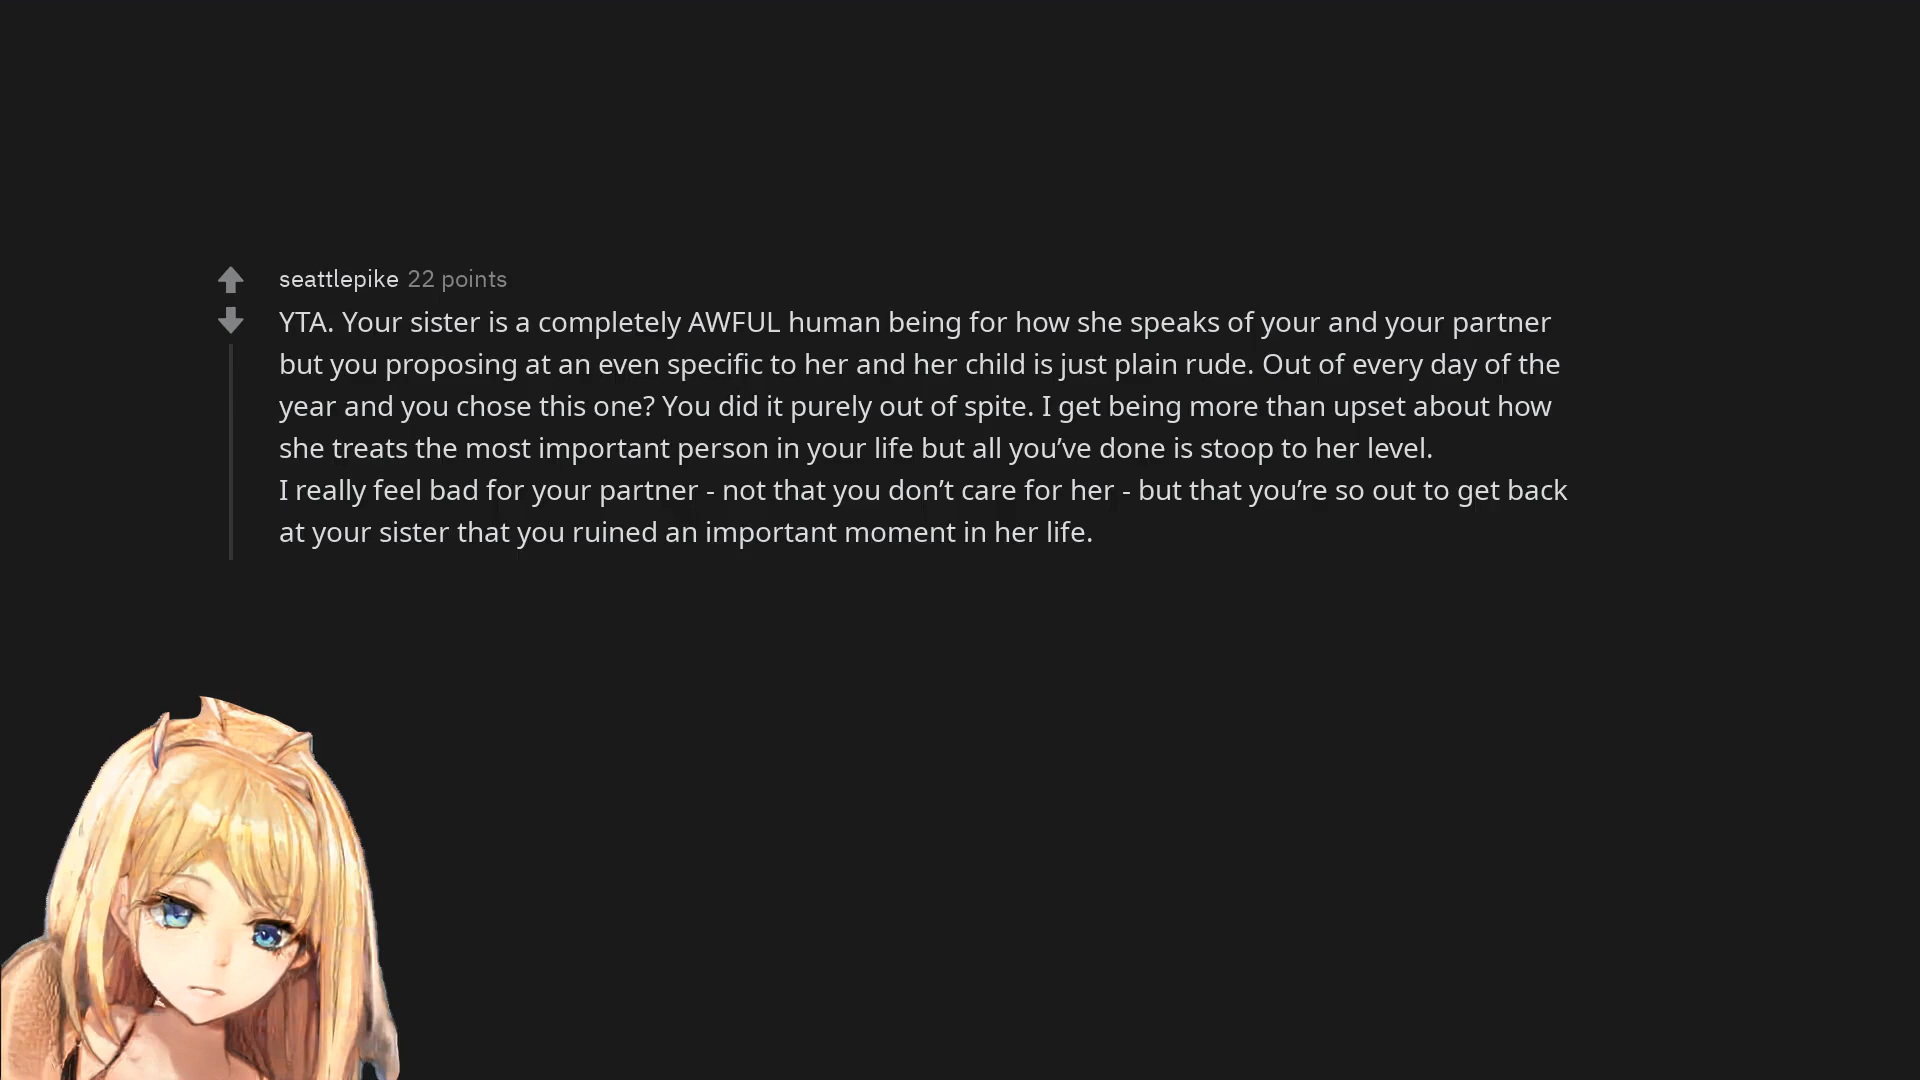 seattlepike 22 points
YTA. Your sister is a completely AWFUL human being for how she speaks of your and your partner
but you proposing at an even specific to her and her child is just plain rude. Out of every day of the
year and you chose this one? You did it purely out of spite. I get being more than upset about how
she treats the most important person in your life but all you’ve done is stoop to her level.
I really feel bad for your partner - not that you don’t care for her - but that you’re so out to get back
at your sister that you ruined an important moment in her life.